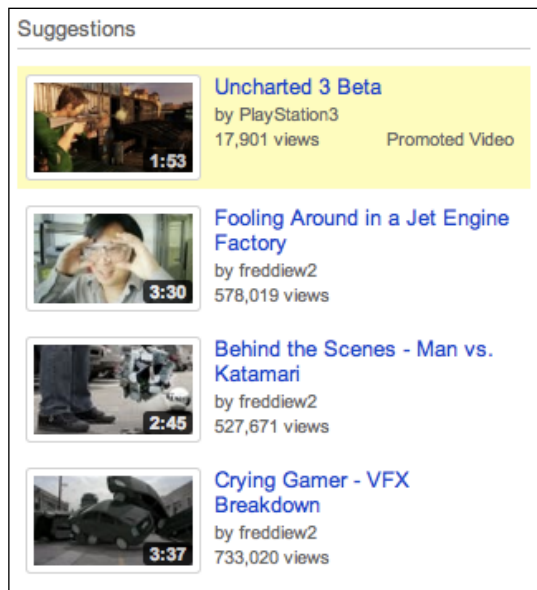 Suggestions
Uncharted 3 Beta
by PlayStation3
17,901 views Promoted Video
1:53
Fooling Around in a Jet Engine
Factory
by freddiew2
578,019 views
3:30
Behind the Scenes - Man vs.
Katamari
by freddiew2
527,671 views
2:45
Crying Gamer - VFX
Breakdown
by freddiew2
733,020 views
3:37